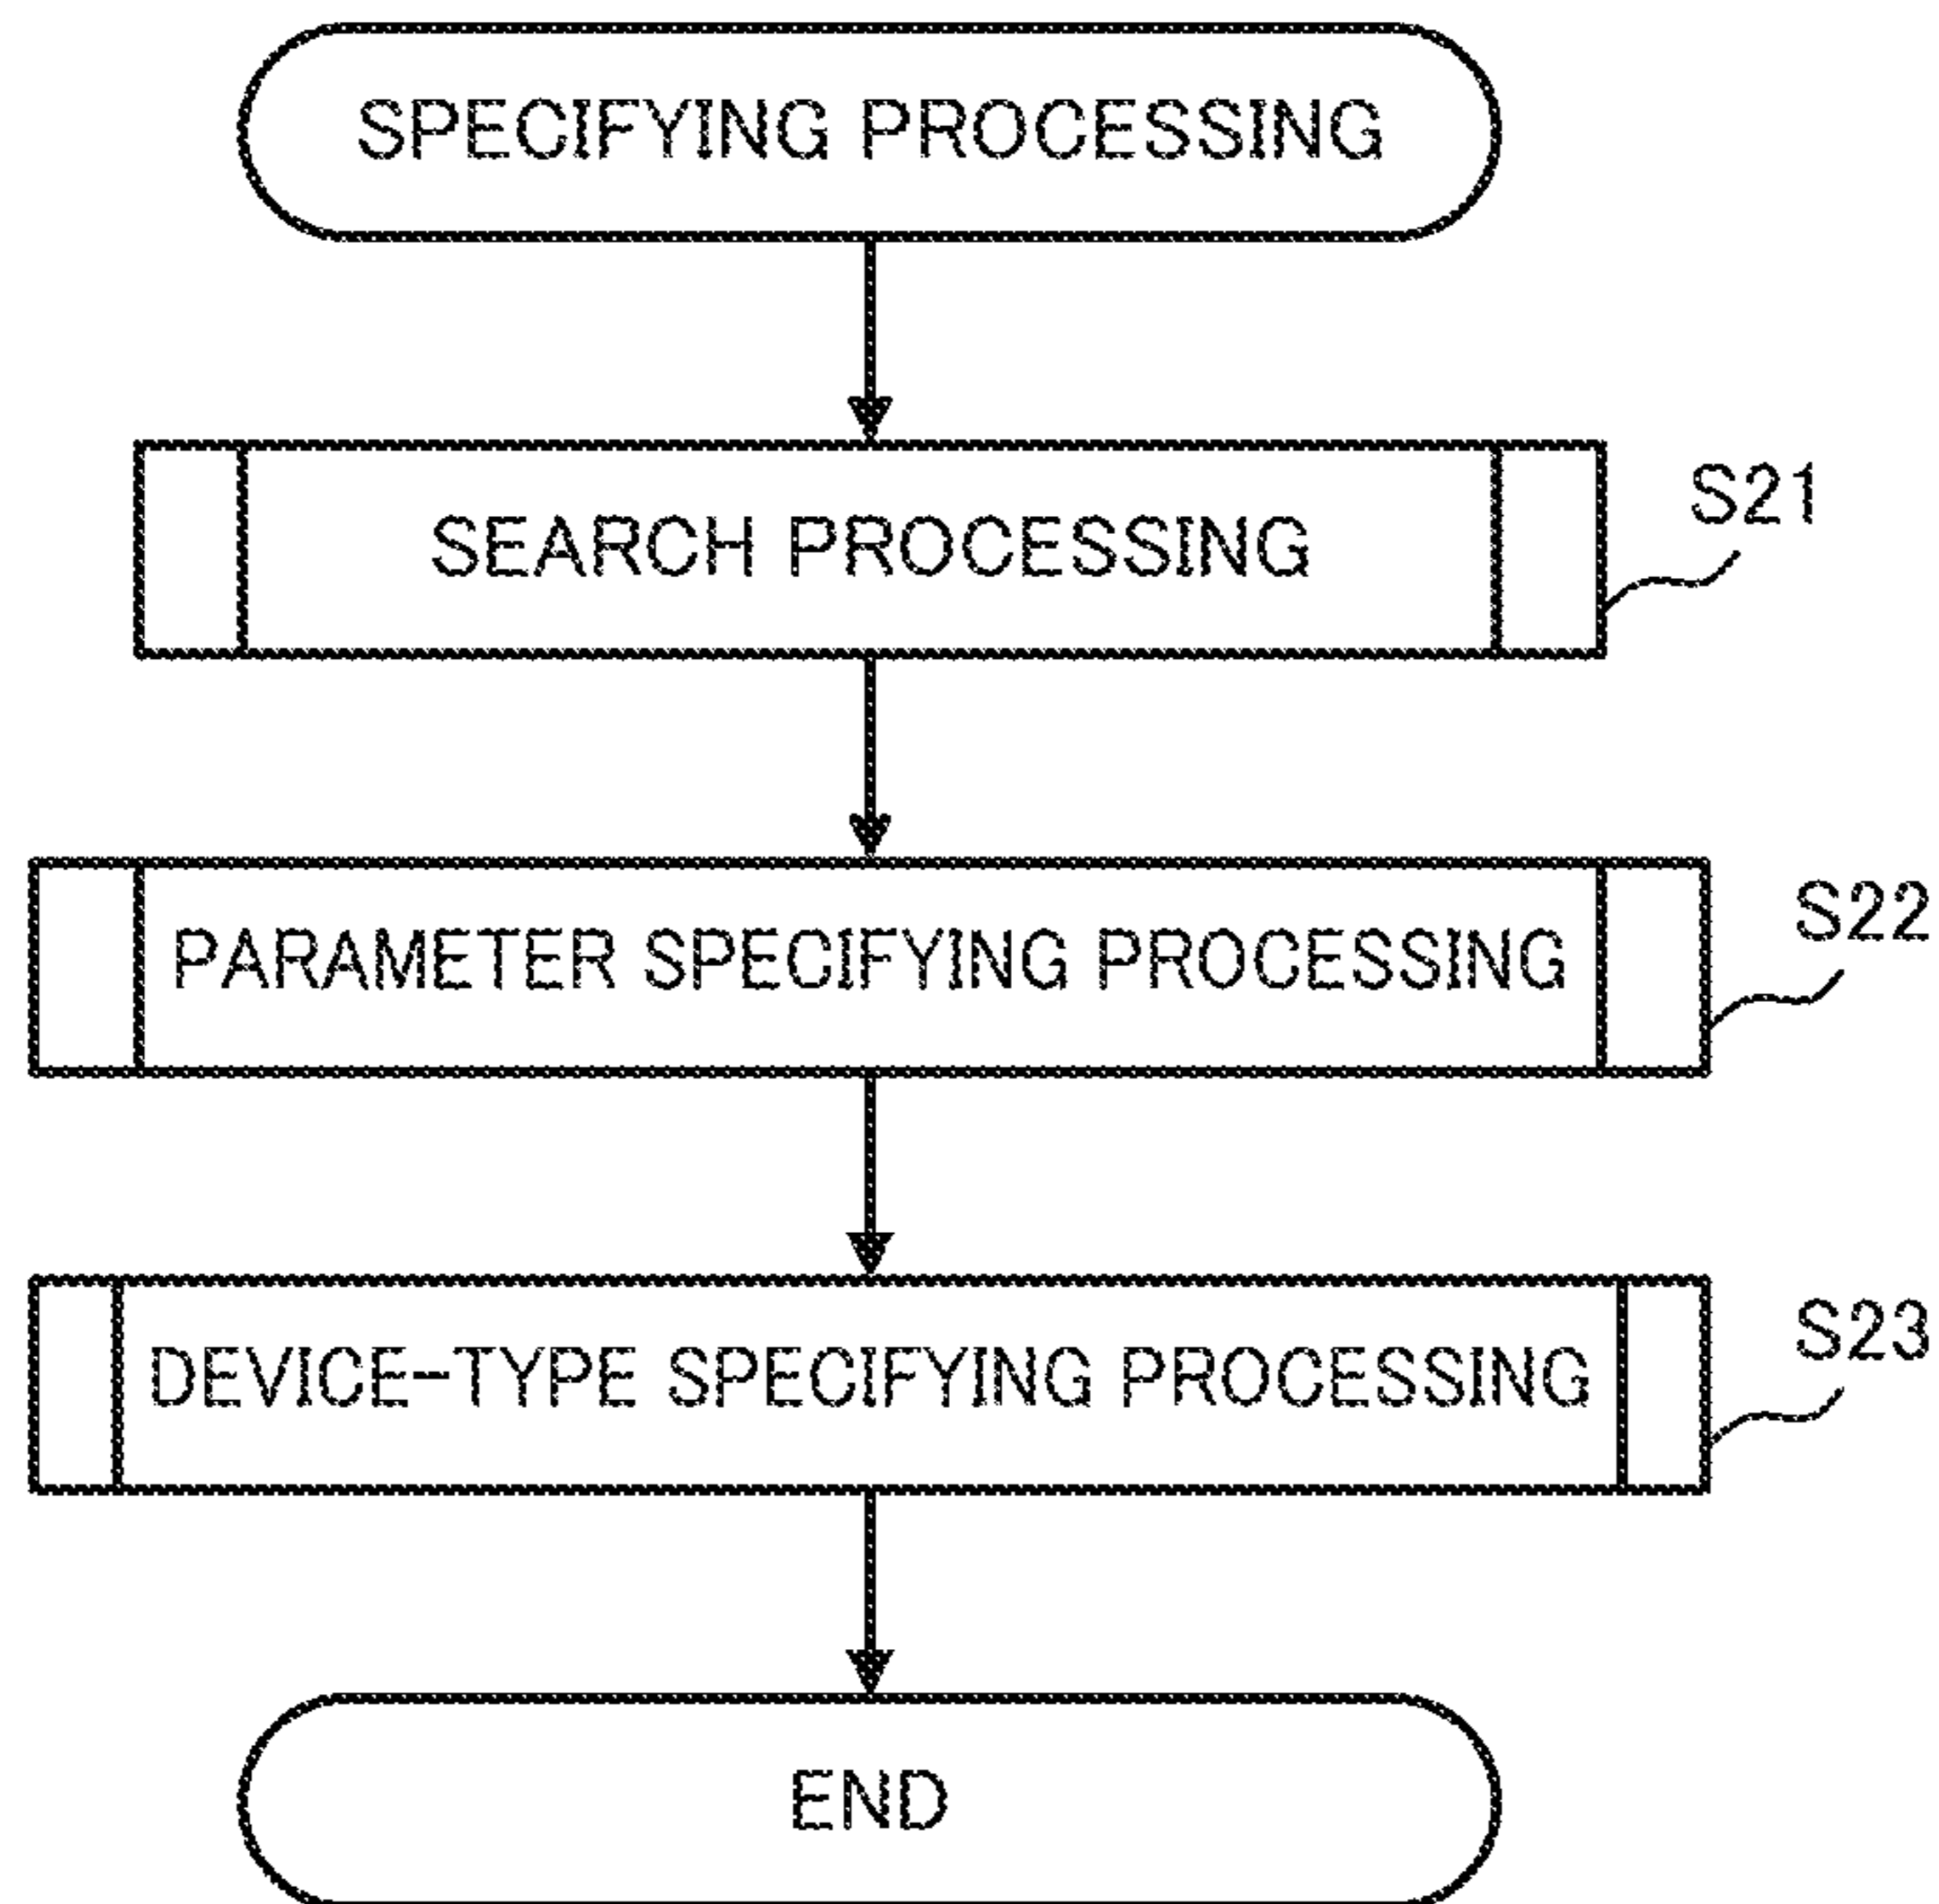 SPECIFYING PROCESSING
SEARCH PROCESSING
S21
PARAMETER SPECIFYING PROCESSING
S22
DEVICE-TYPE SPECIFYING PROCESSING
S23
END